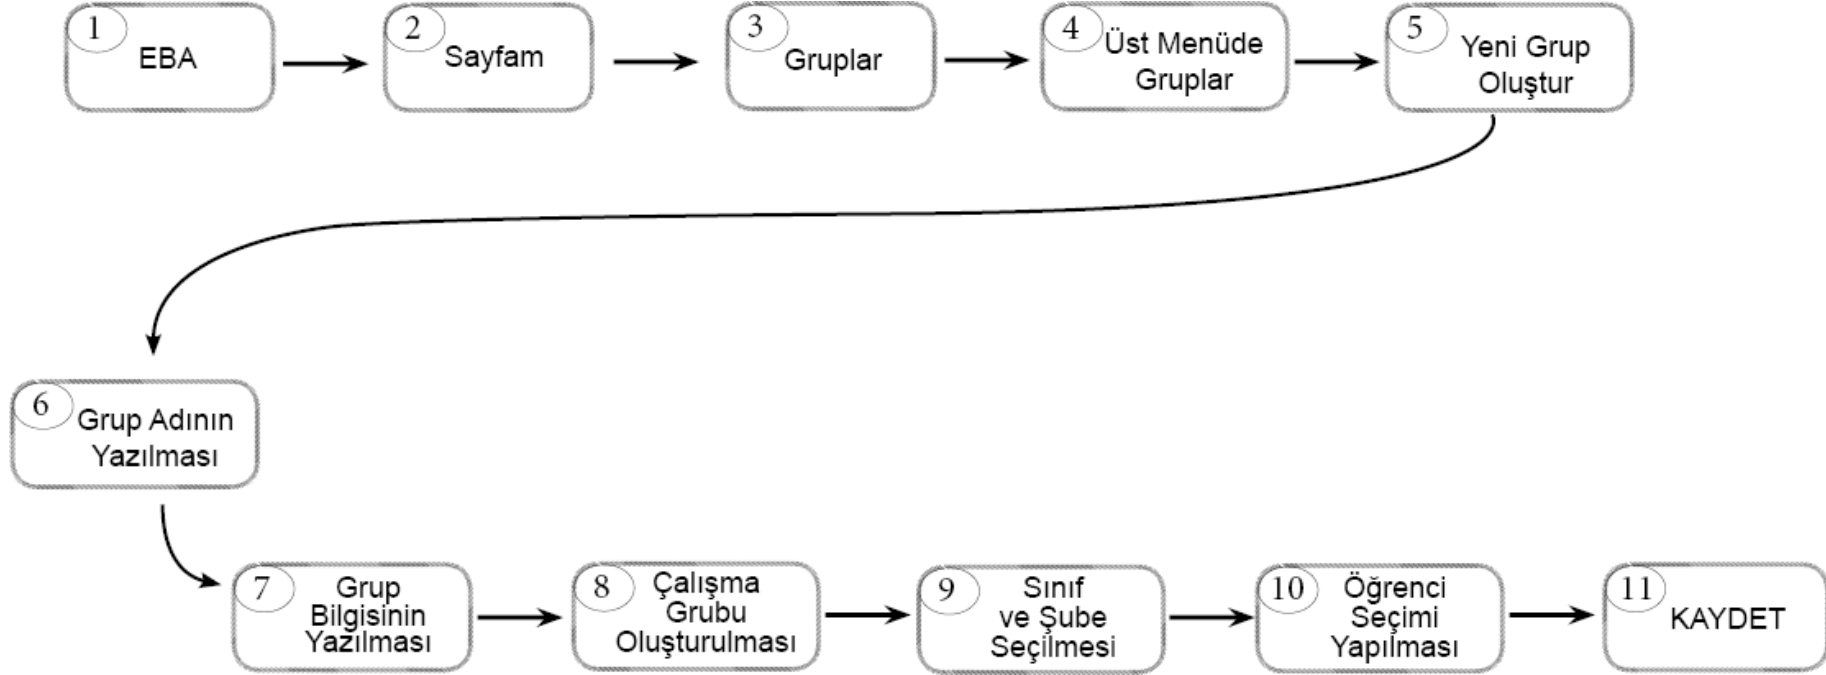 1
EBA
2
Sayfam
3
Gruplar
4
Üst Menüde
Gruplar
5
Yeni Grup
Oluştur
6
Grup Adının
Yazılması
7
Grup
Bilgisinin
Yazılması
8
Çalışma
Grubu
Oluşturulması
9
Sınıf
ve Şube
Seçilmesi
10
Öğrenci
Seçimi
Yapılması
11
KAYDET